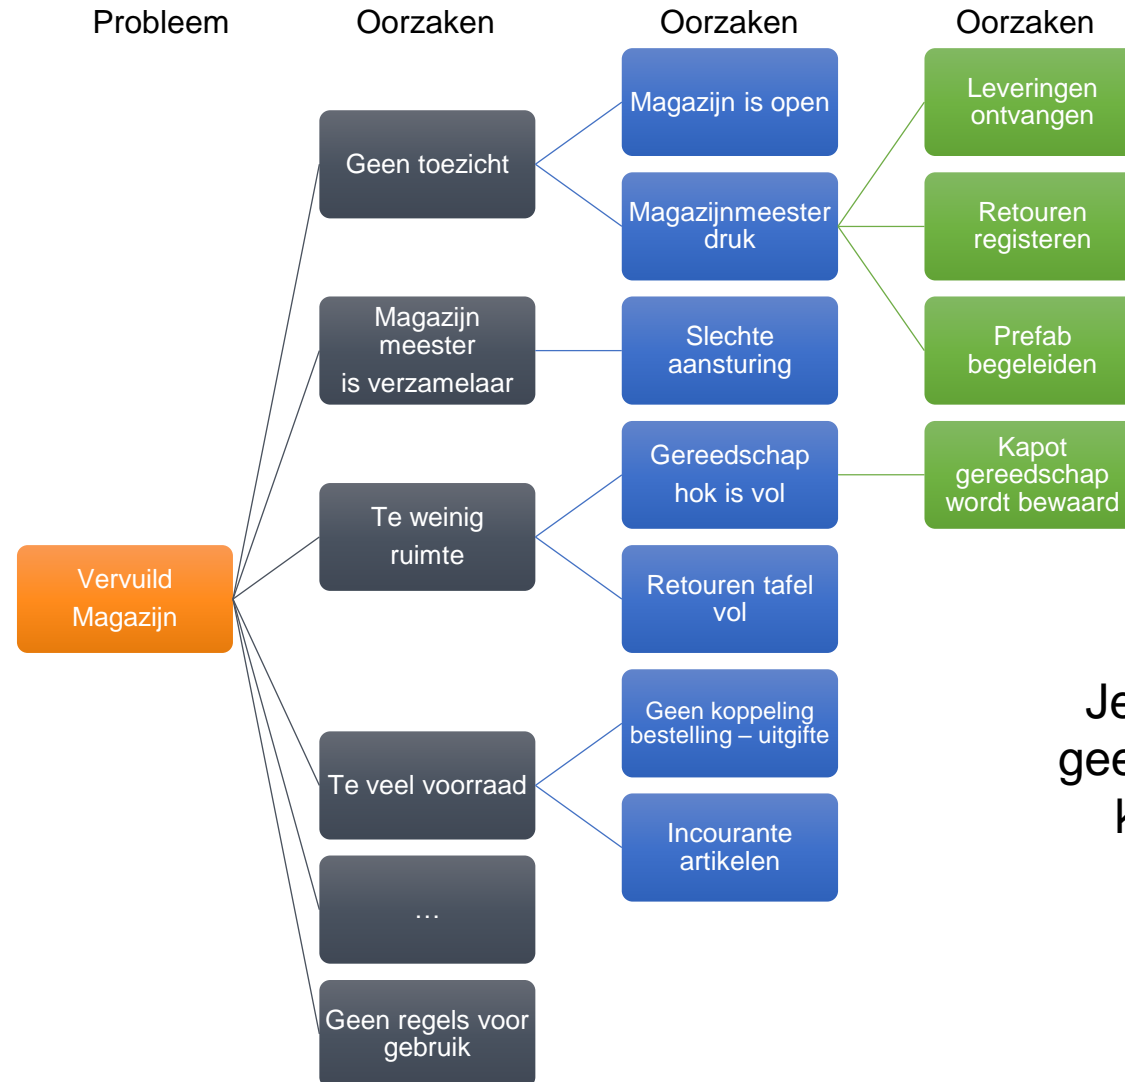 Probleem
Oorzaken
Oorzaken
Oorzaken
Geen toezicht
Magazijn is open
Magazijnmeester
druk
Leveringen
ontvangen
Retouren
registeren
Prefab
begeleiden
Magazijn
meester
is verzamelaar
Slechte
aansturing
Te weinig
ruimte
Gereedschap
hok is vol
Kapot
gereedschap
wordt bewaard
Retouren tafel
vol
Vervuild
Magazijn
Te veel voorraad
Geen koppeling
bestelling – uitgifte
Incourante
artikelen
…
Geen regels voor
gebruik
Je